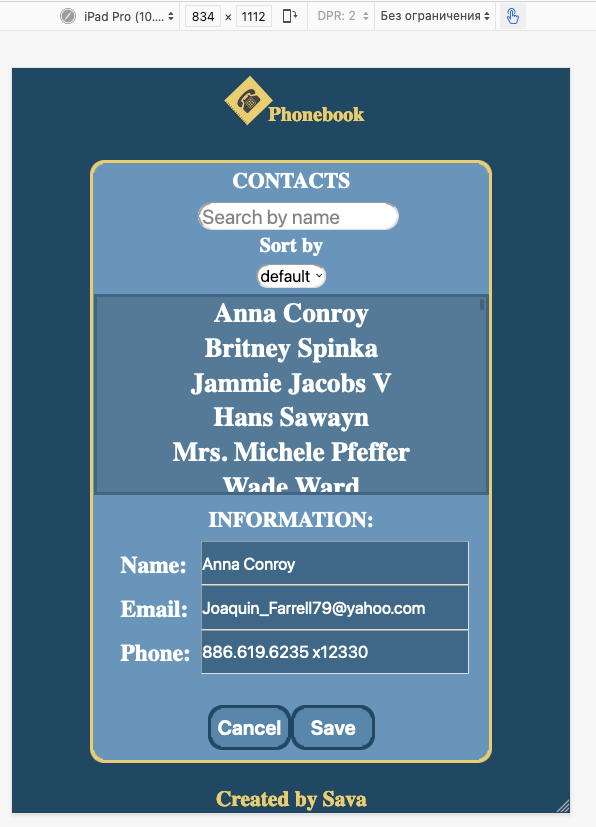 iPad Pro (10.... 834 × 1112 DPR: 2 Без ограничения
Phonebook
CONTACTS
Search by name
Sort by
default
Anna Conroy
Britney Spinka
Jammie Jacobs V
Hans Sawayn
Mrs. Michele Pfeffer
Wade Ward
INFORMATION:
Name: Anna Conroy
Email: Joaquin_Farrell79@yahoo.com
Phone: 886.619.6235 x12330
Cancel Save
Created by Sava